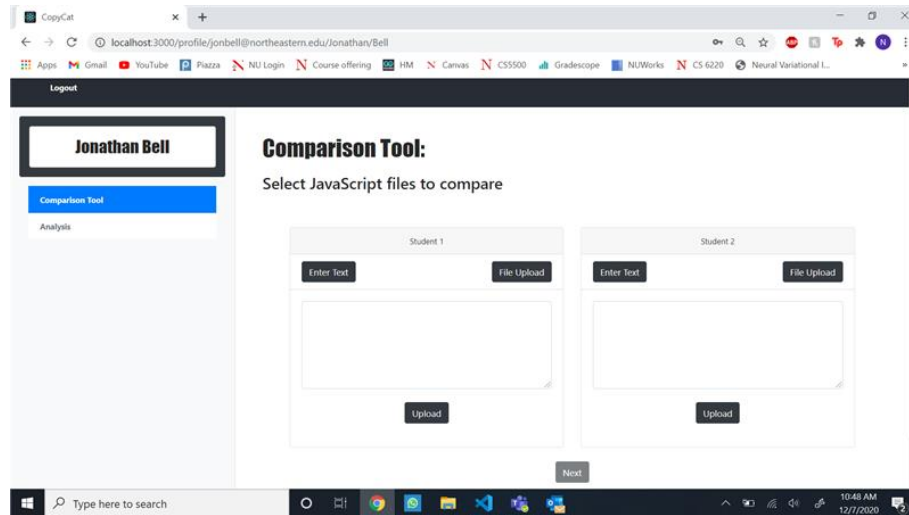 CopyCat
localhost:3000/profile/jonbell@northeastern.edu/Jonathan/Bell
Apps Gmail YouTube Piazza NU Login Course offering HM Canvas CS5500 Gradescope NUWorks CS 6220 Neural Variational I...
Logout
Jonathan Bell
Comparison Tool
Analysis
Comparison Tool:
Select JavaScript files to compare
Student 1 Student 2
Enter Text File Upload Enter Text File Upload
Upload Upload
Next
Type here to search
10:48 AM
12/7/2020